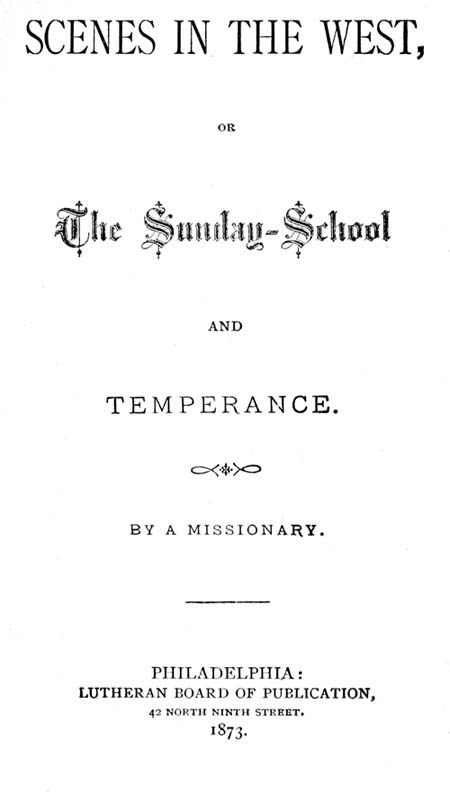 SCENES IN THE WEST,
OR
The Sunday-School
AND
TEMPERANCE.
BY A MISSIONARY.
PHILADELPHIA:
LUTHERAN BOARD OF PUBLICATION,
42 NORTH NINTH STREET.
1873.